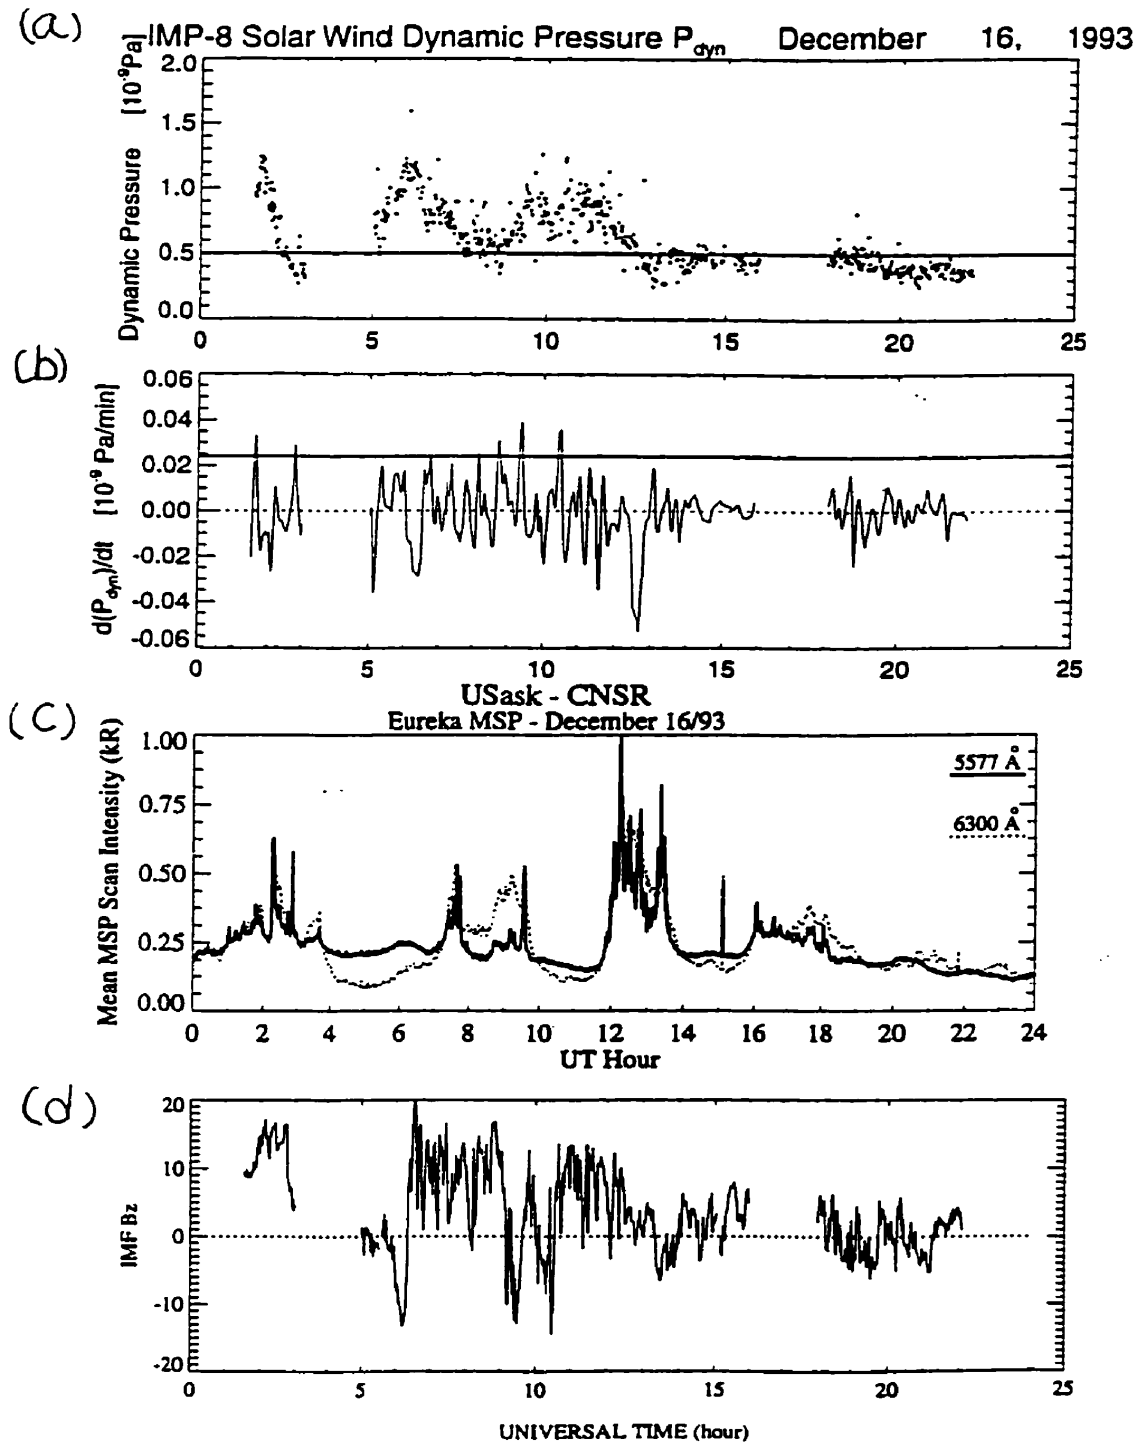 (a)
IMP-8 Solar Wind Dynamic Pressure Pdyn December 16, 1993
Dynamic Pressure [10⁻⁹Pa]
2.0
1.5
1.0
0.5
0.0
0 5 10 15 20 25
(b)
d(Pdyn)/dt [10⁻⁹ Pa/min]
0.06
0.04
0.02
0.00
-0.02
-0.04
-0.06
0 5 10 15 20 25
USask - CNSR
(c)
Eureka MSP - December 16/93
Mean MSP Scan Intensity (kR)
1.00
0.75
0.50
0.25
0.00
5577 Å
6300 Å
0 2 4 6 8 10 12 14 16 18 20 22 24
UT Hour
(d)
IMF Bz
20
10
0
-10
-20
0 5 10 15 20 25
UNIVERSAL TIME (hour)